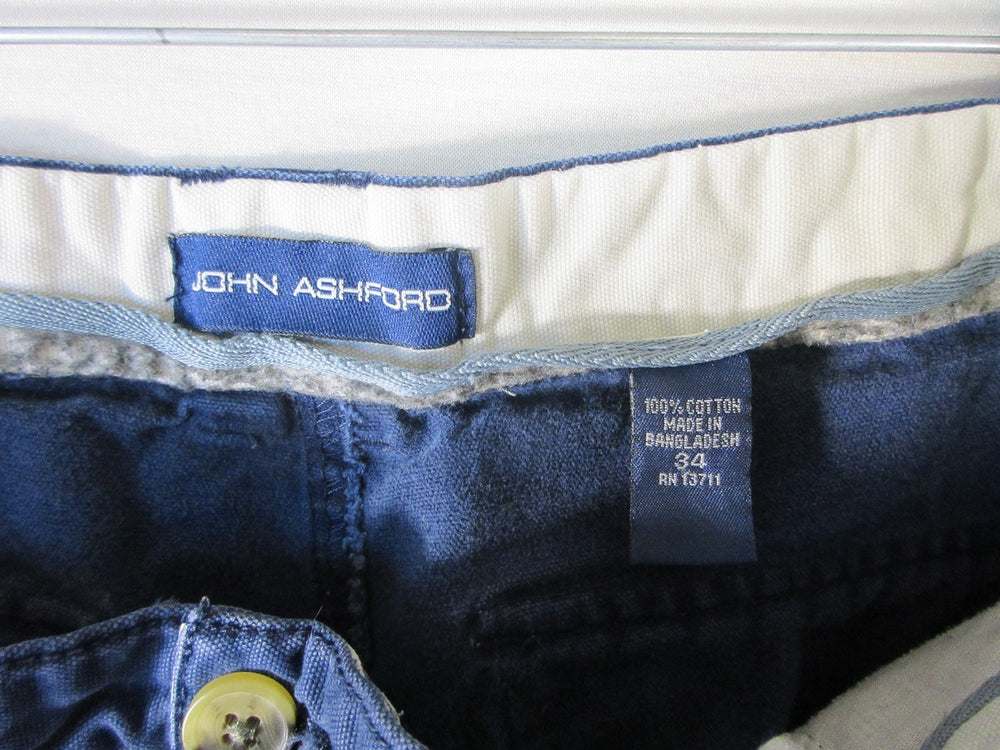 JOHN ASHFORD
100% COTTON
MADE IN
BANGLADESH
34
RN 13711